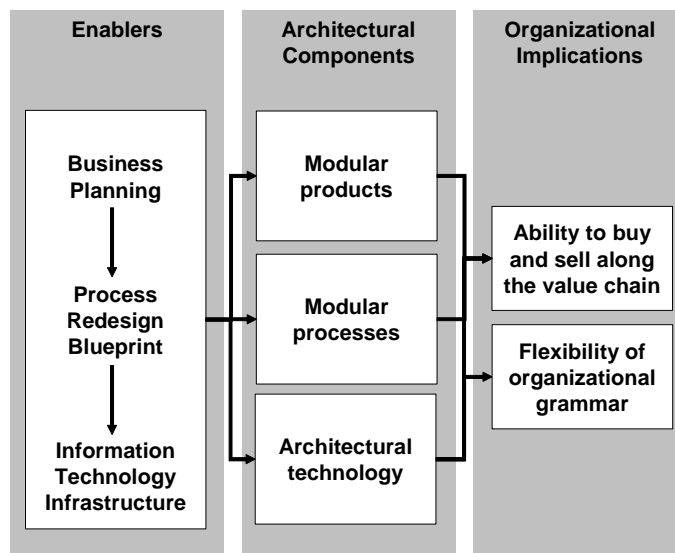 Enablers
Business
Planning
Process
Redesign
Blueprint
Information
Technology
Infrastructure
Architectural
Components
Modular
products
Modular
processes
Architectural
technology
Organizational
Implications
Ability to buy
and sell along
the value chain
Flexibility of
organizational
grammar